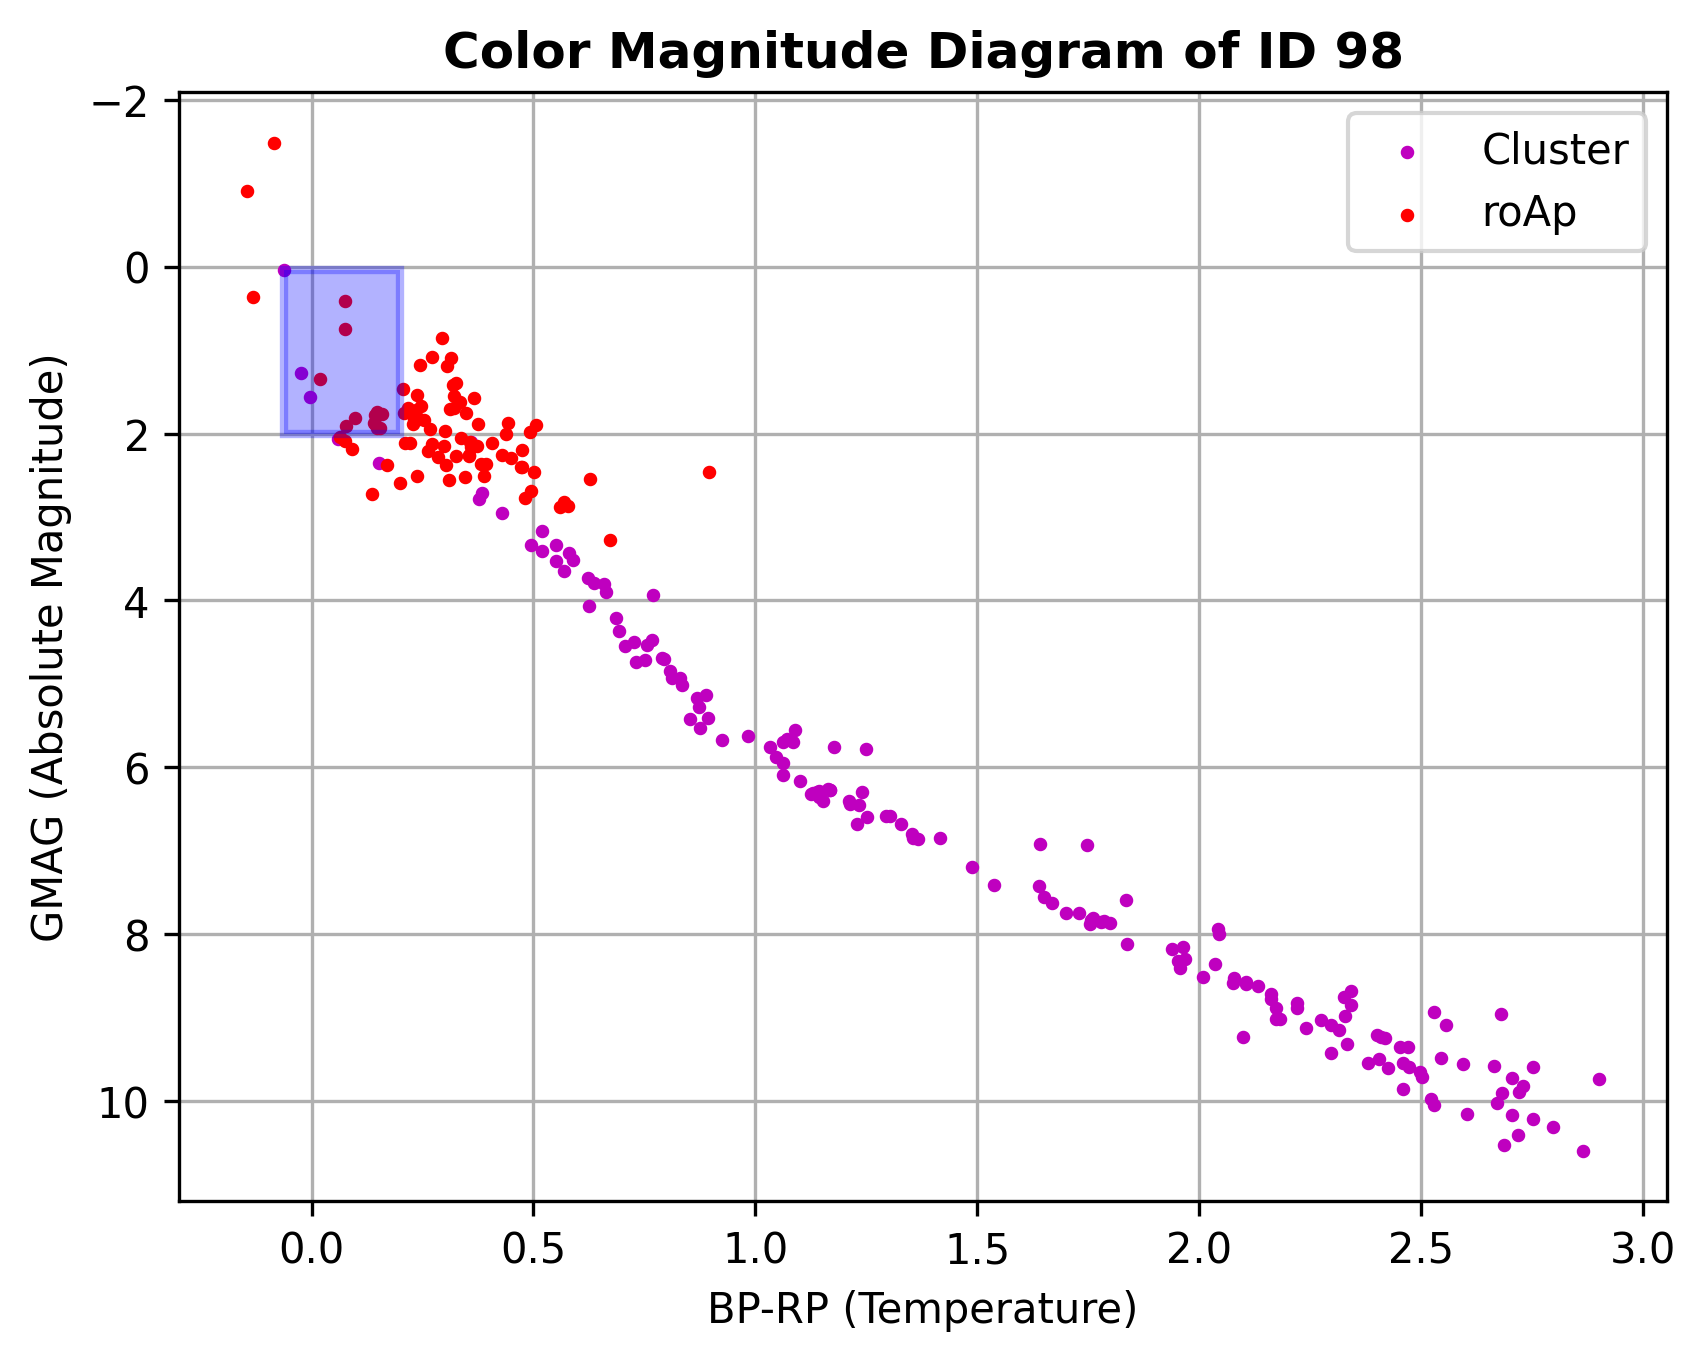 Color Magnitude Diagram of ID 98
Cluster
roAp
GMAG (Absolute Magnitude)
−2
0
2
4
6
8
10
0.0 0.5 1.0 1.5 2.0 2.5 3.0
BP-RP (Temperature)